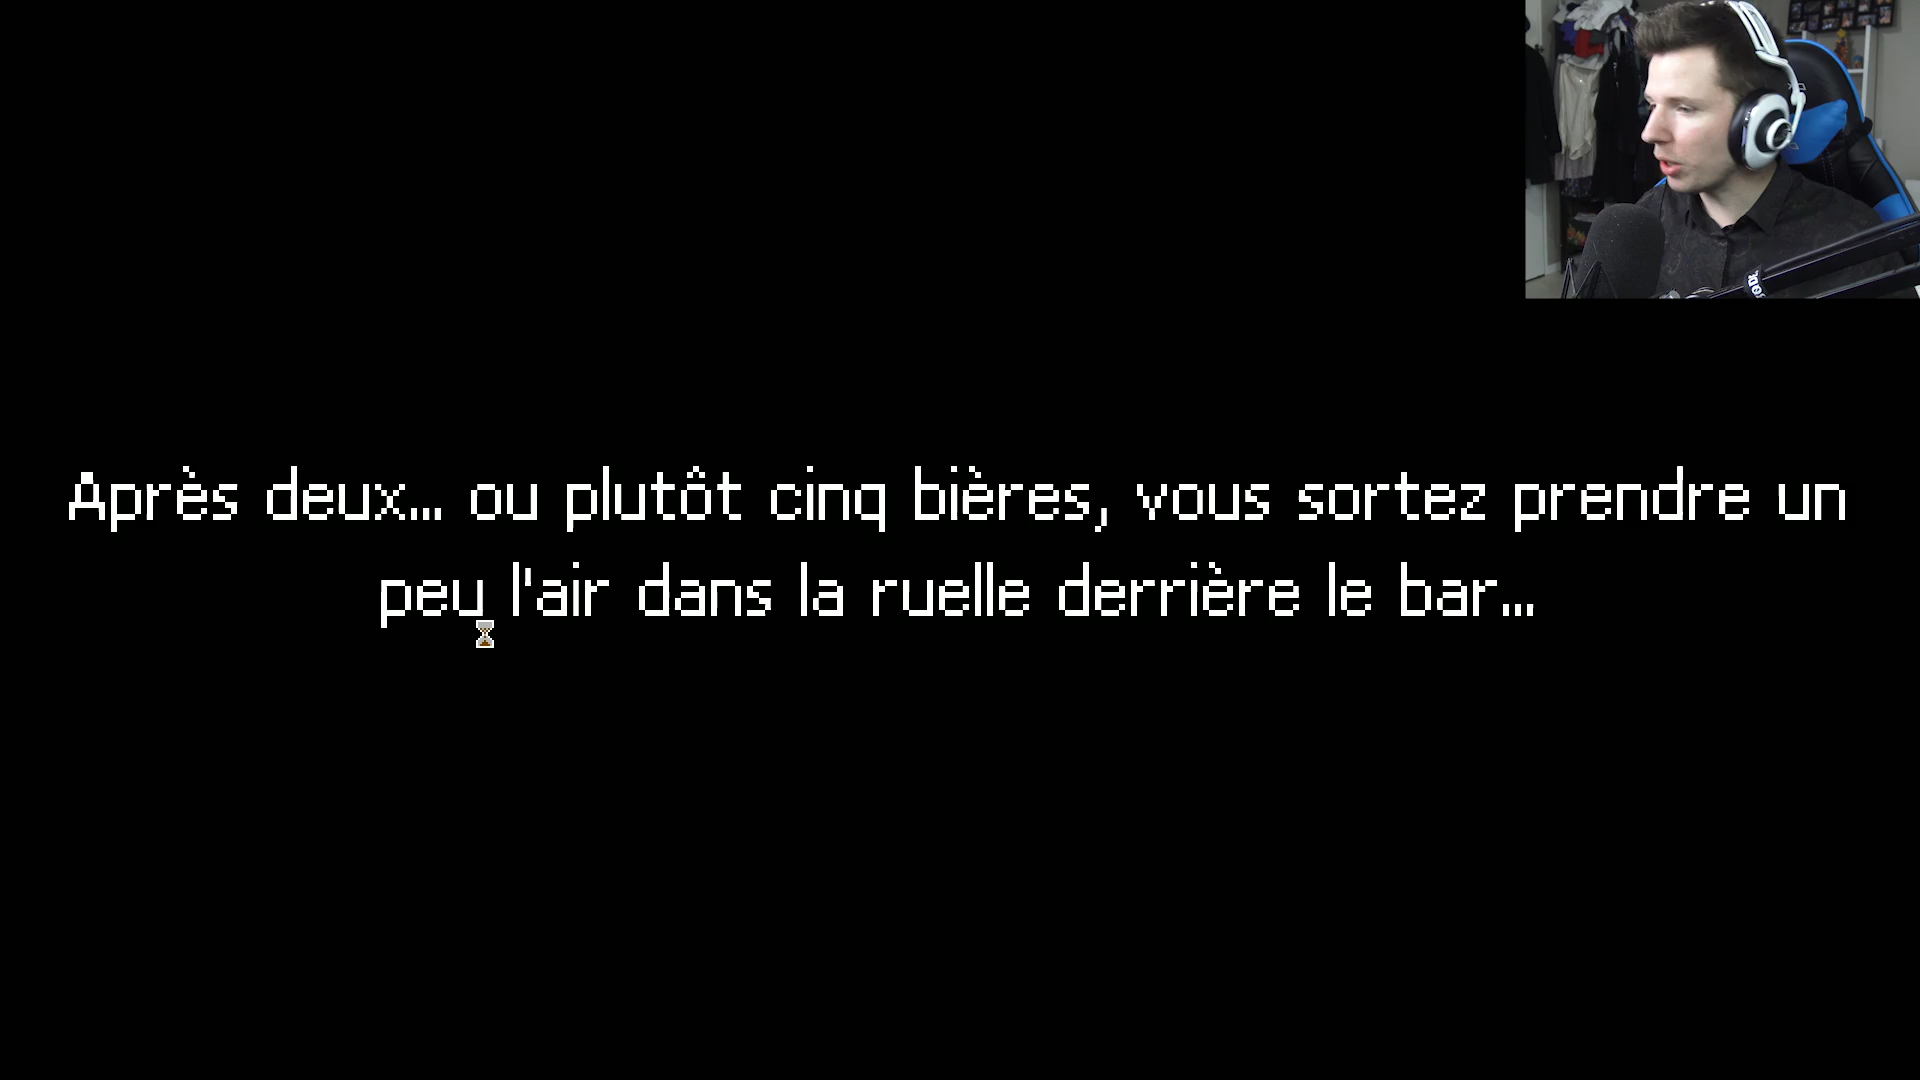 Après deux... ou plutôt cinq bières, vous sortez prendre un
peu l'air dans la ruelle derrière le bar...